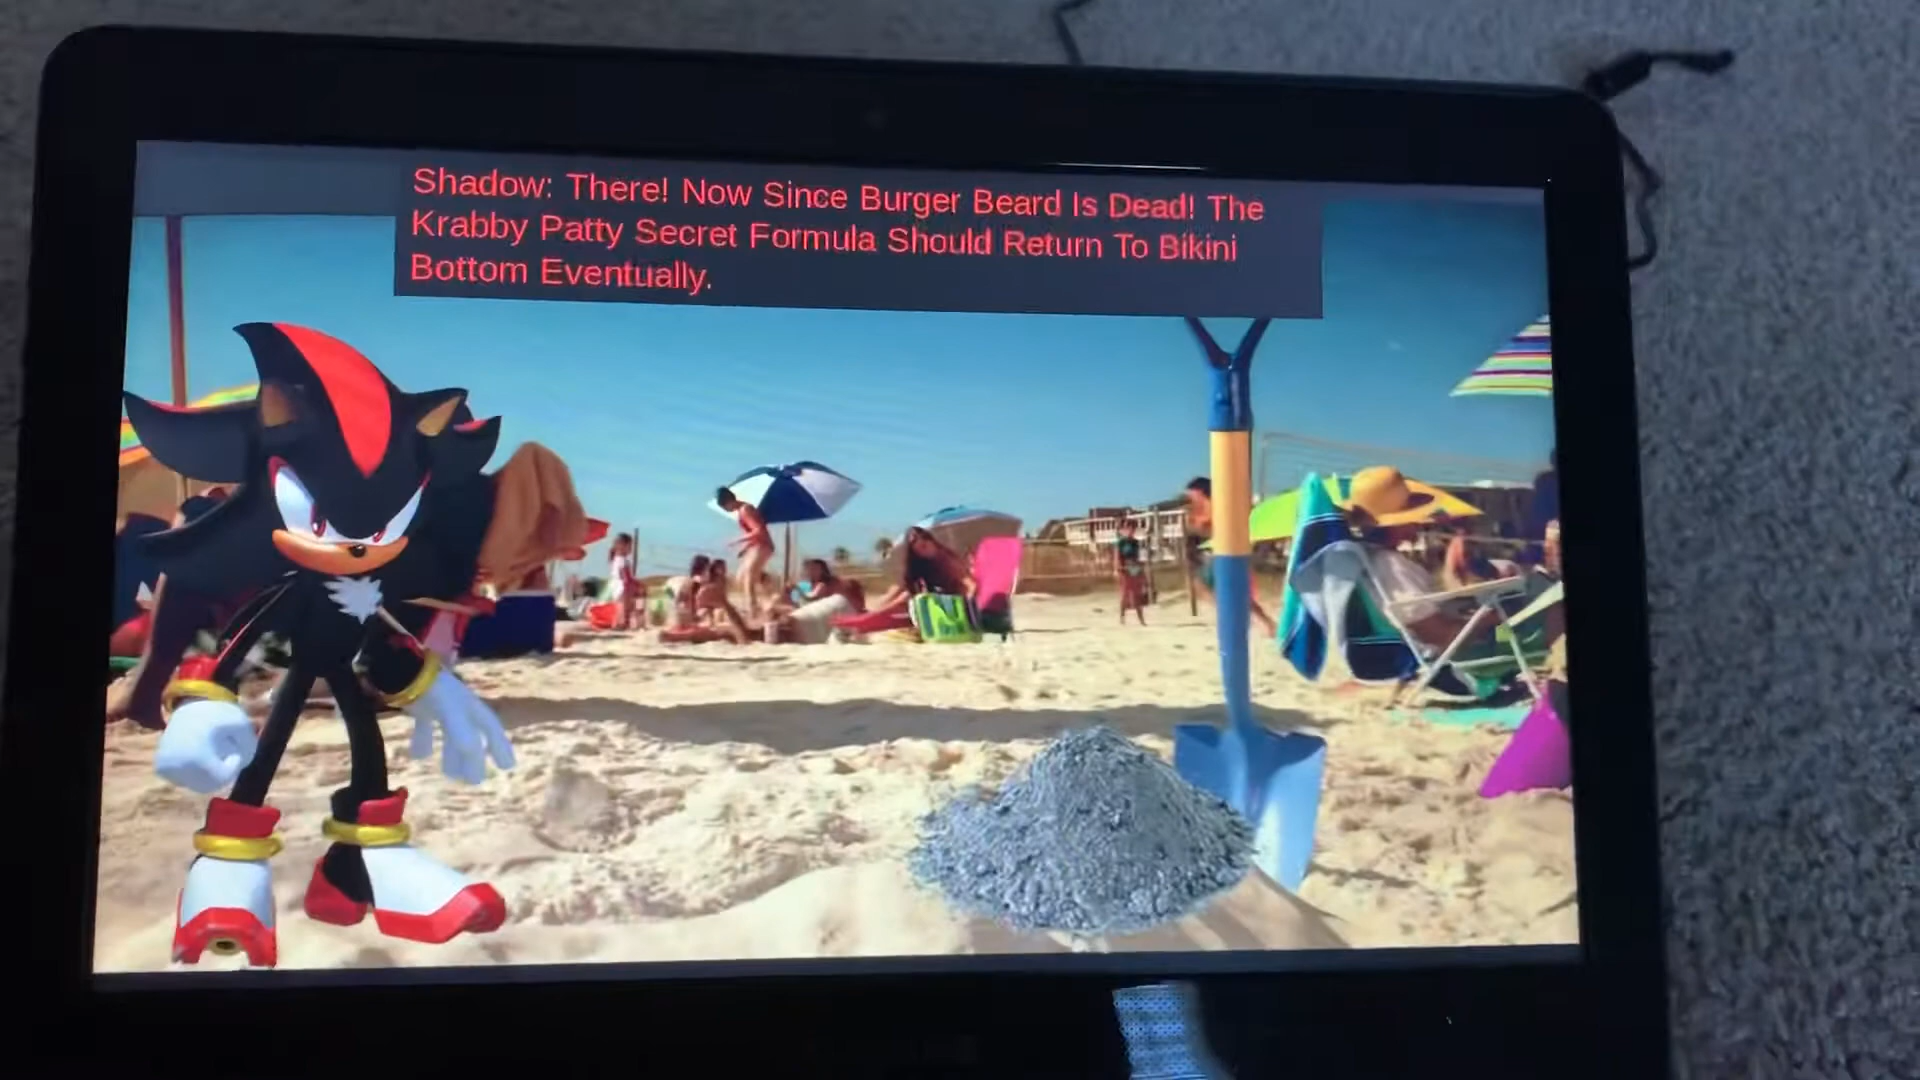 Shadow: There! Now Since Burger Beard Is Dead! The
Krabby Patty Secret Formula Should Return To Bikini
Bottom Eventually.